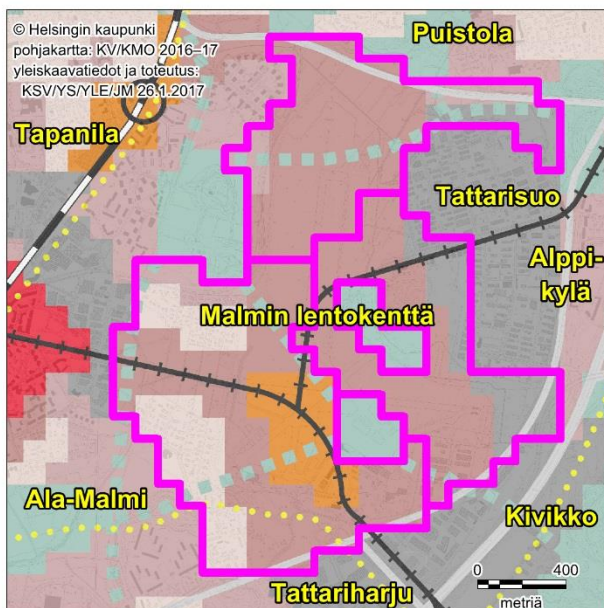 © Helsingin kaupunki
pohjakartta: KV/KMO 2016–17
yleiskaavatiedot ja toteutus:
KSV/YS/YLE/JM 26.1.2017
Puistola
Tapanila
Tattarisuo
Alppi-
kylä
Malmin lentokenttä
Ala-Malmi
Kivikko
Tattariharju
0 400
metriä